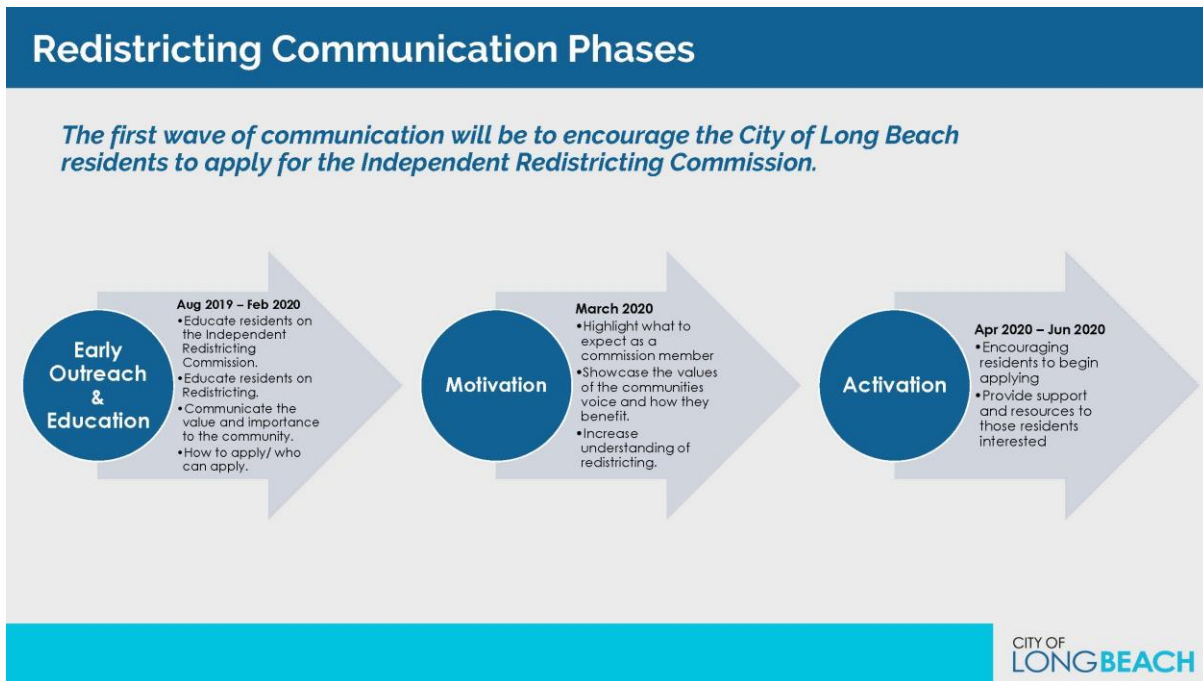 Redistricting Communication Phases
The first wave of communication will be to encourage the City of Long Beach
residents to apply for the Independent Redistricting Commission.
Early
Outreach
&
Education
Aug 2019 – Feb 2020
•Educate residents on
the Independent
Redistricting
Commission.
•Educate residents on
Redistricting.
•Communicate the
value and importance
to the community.
•How to apply/ who
can apply.
Motivation
March 2020
•Highlight what to
expect as a
commission member
•Showcase the values
of the communities
voice and how they
benefit.
•Increase
understanding of
redistricting.
Activation
Apr 2020 – Jun 2020
•Encouraging
residents to begin
applying
•Provide support
and resources to
those residents
interested
CITY OF
LONGBEACH